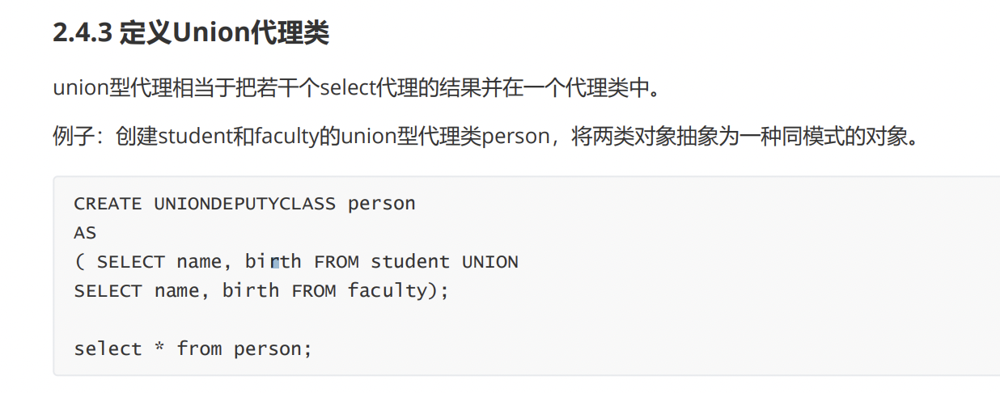 2.4.3 定义Union代理类
union型代理相当于把若干个select代理的结果并在一个代理类中。
例子：创建student和faculty的union型代理类person，将两类对象抽象为一种同模式的对象。
CREATE UNIONDEPUTYCLASS person
AS
( SELECT name, birth FROM student UNION
SELECT name, birth FROM faculty);
select * from person;